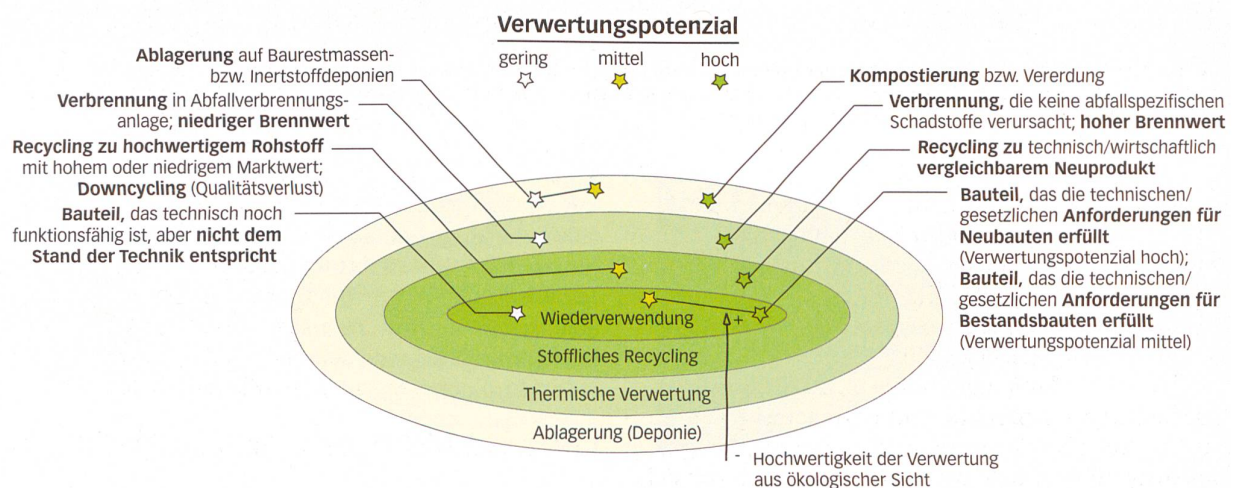 Verwertungspotenzial
gering mittel hoch
Ablagerung auf Baurestmassen-
bzw. Inertstoffdeponien
Verbrennung in Abfallverbrennungs-
anlage; niedriger Brennwert
Recycling zu hochwertigem Rohstoff
mit hohem oder niedrigem Marktwert;
Downcycling (Qualitätsverlust)
Bauteil, das technisch noch
funktionsfähig ist, aber nicht dem
Stand der Technik entspricht
Kompostierung bzw. Vererdung
Verbrennung, die keine abfallspezifischen
Schadstoffe verursacht; hoher Brennwert
Recycling zu technisch/wirtschaftlich
vergleichbarem Neuprodukt
Bauteil, das die technischen/
gesetzlichen Anforderungen für
Neubauten erfüllt
(Verwertungspotenzial hoch);
Bauteil, das die technischen/
gesetzlichen Anforderungen für
Bestandsbauten erfüllt
(Verwertungspotenzial mittel)
Wiederverwendung +
Stoffliches Recycling
Thermische Verwertung
Ablagerung (Deponie)
- Hochwertigkeit der Verwertung
aus ökologischer Sicht